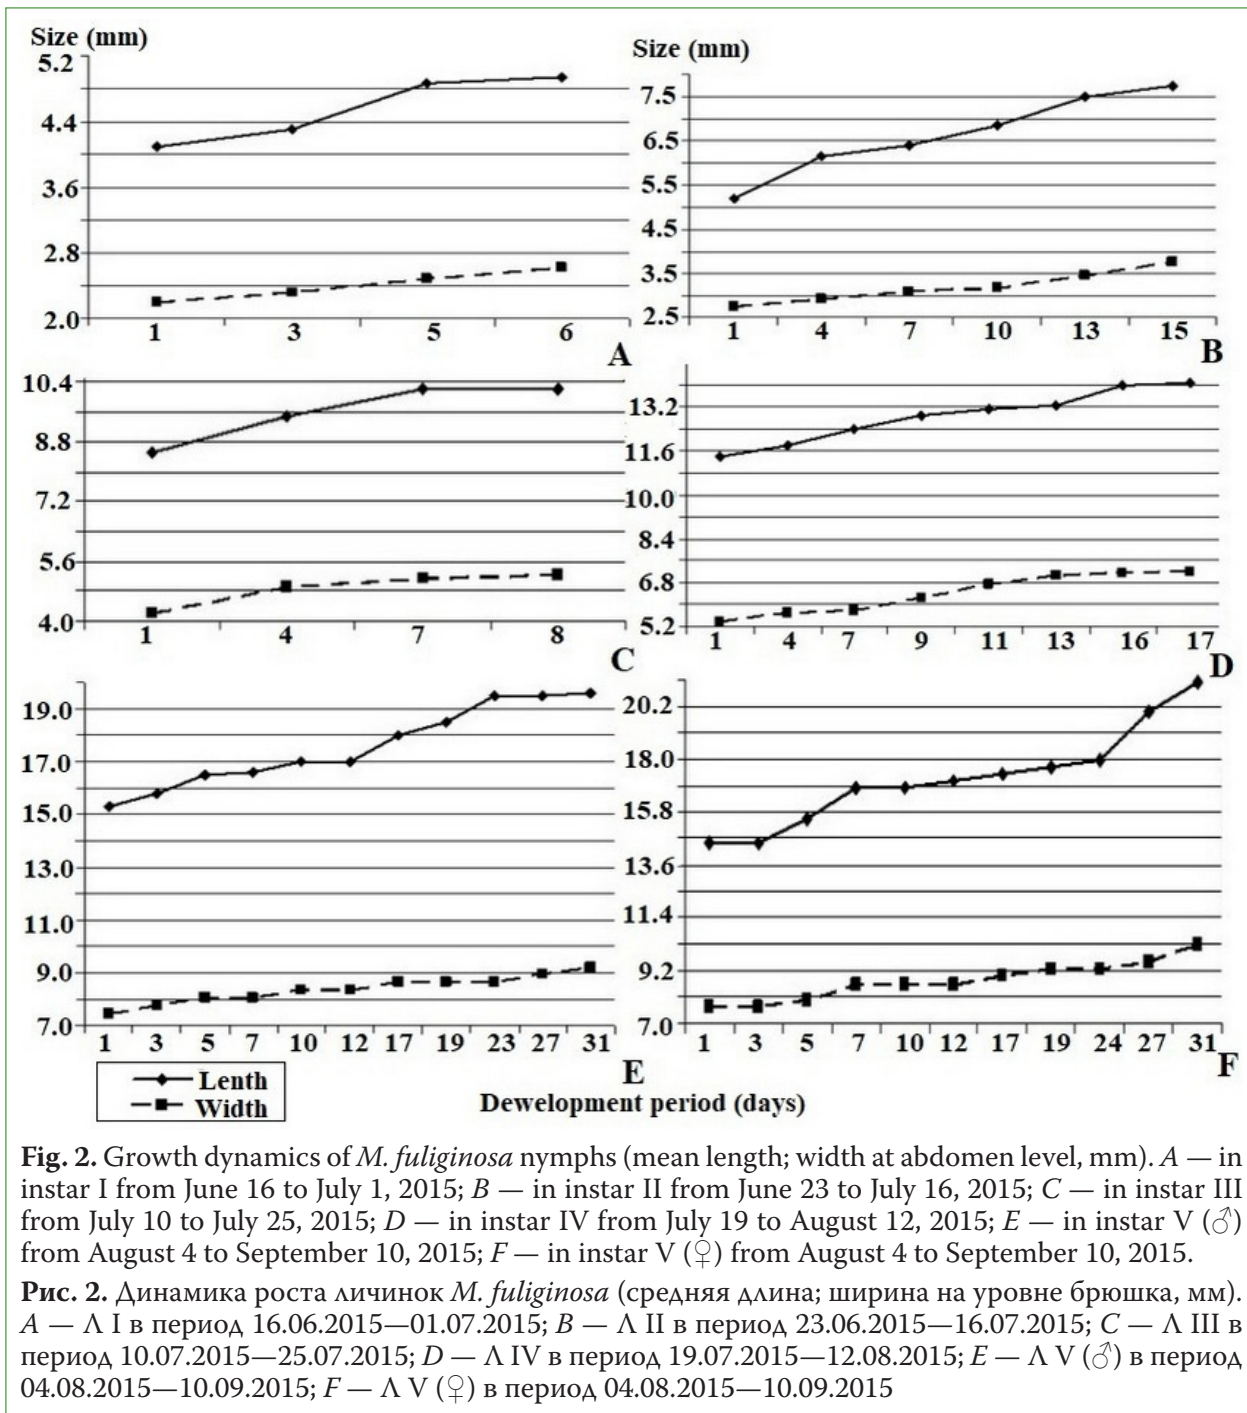 Size (mm)
5.2
4.4
3.6
2.8
2.0
1 3 5 6
A
Size (mm)
7.5
6.5
5.5
4.5
3.5
2.5
1 4 7 10 13 15
B
10.4
8.8
7.2
5.6
4.0
1 4 7 8
C
13.2
11.6
10.0
8.4
6.8
5.2
1 4 7 9 11 13 16 17
D
19.0
17.0
15.0
13.0
11.0
9.0
7.0
1 3 5 7 10 12 17 19 23 27 31
E
20.2
18.0
15.8
13.6
11.4
9.2
7.0
1 3 5 7 10 12 17 19 24 27 31
F
Lenth
Width
Dewelopment period (days)
Fig. 2. Growth dynamics of M. fuliginosa nymphs (mean length; width at abdomen level, mm). A — in
instar I from June 16 to July 1, 2015; B — in instar II from June 23 to July 16, 2015; C — in instar III
from July 10 to July 25, 2015; D — in instar IV from July 19 to August 12, 2015; E — in instar V (♂)
from August 4 to September 10, 2015; F — in instar V (♀) from August 4 to September 10, 2015.
Рис. 2. Динамика роста личинок M. fuliginosa (средняя длина; ширина на уровне брюшка, мм).
A — Л I в период 16.06.2015—01.07.2015; B — Л II в период 23.06.2015—16.07.2015; C — Л III в
период 10.07.2015—25.07.2015; D — Л IV в период 19.07.2015—12.08.2015; E — Л V (♂) в период
04.08.2015—10.09.2015; F — Л V (♀) в период 04.08.2015—10.09.2015